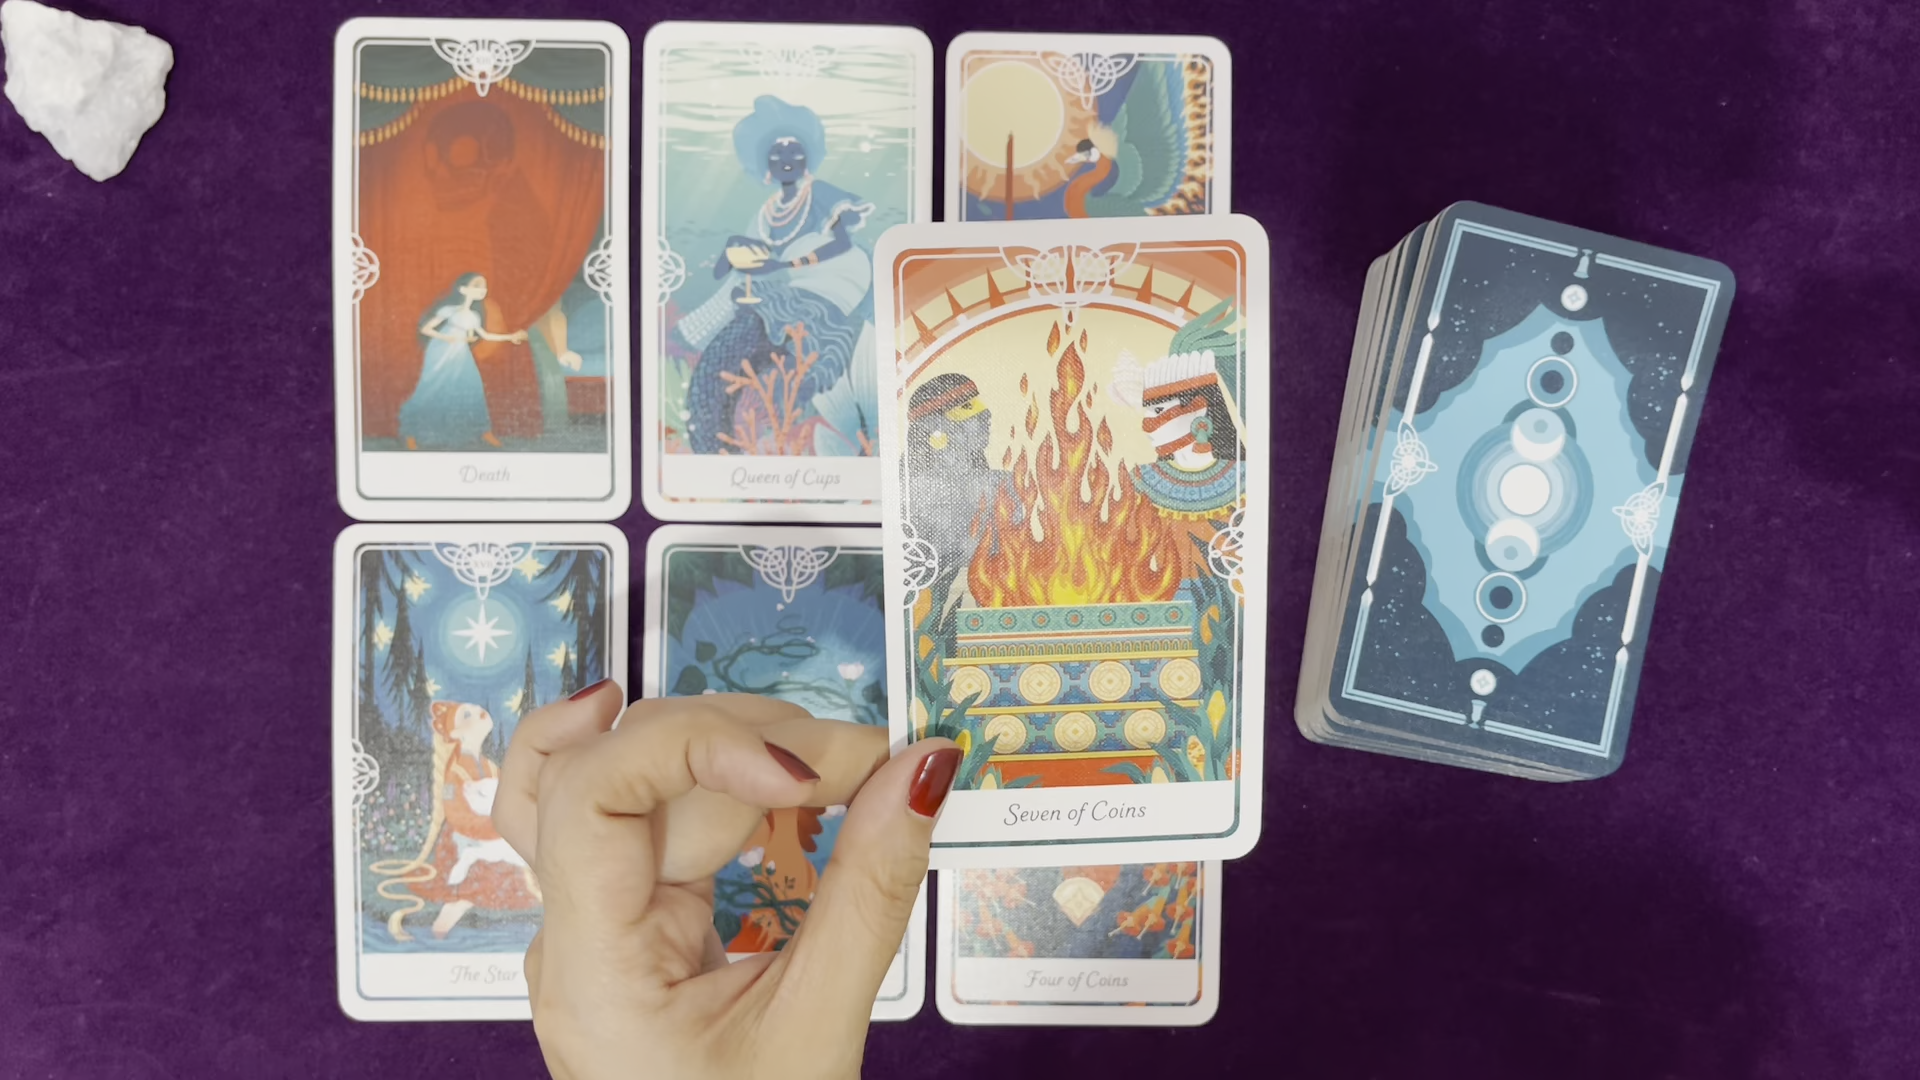 Death
Queen of Cups
Seven of Coins
The Star
Four of Coins